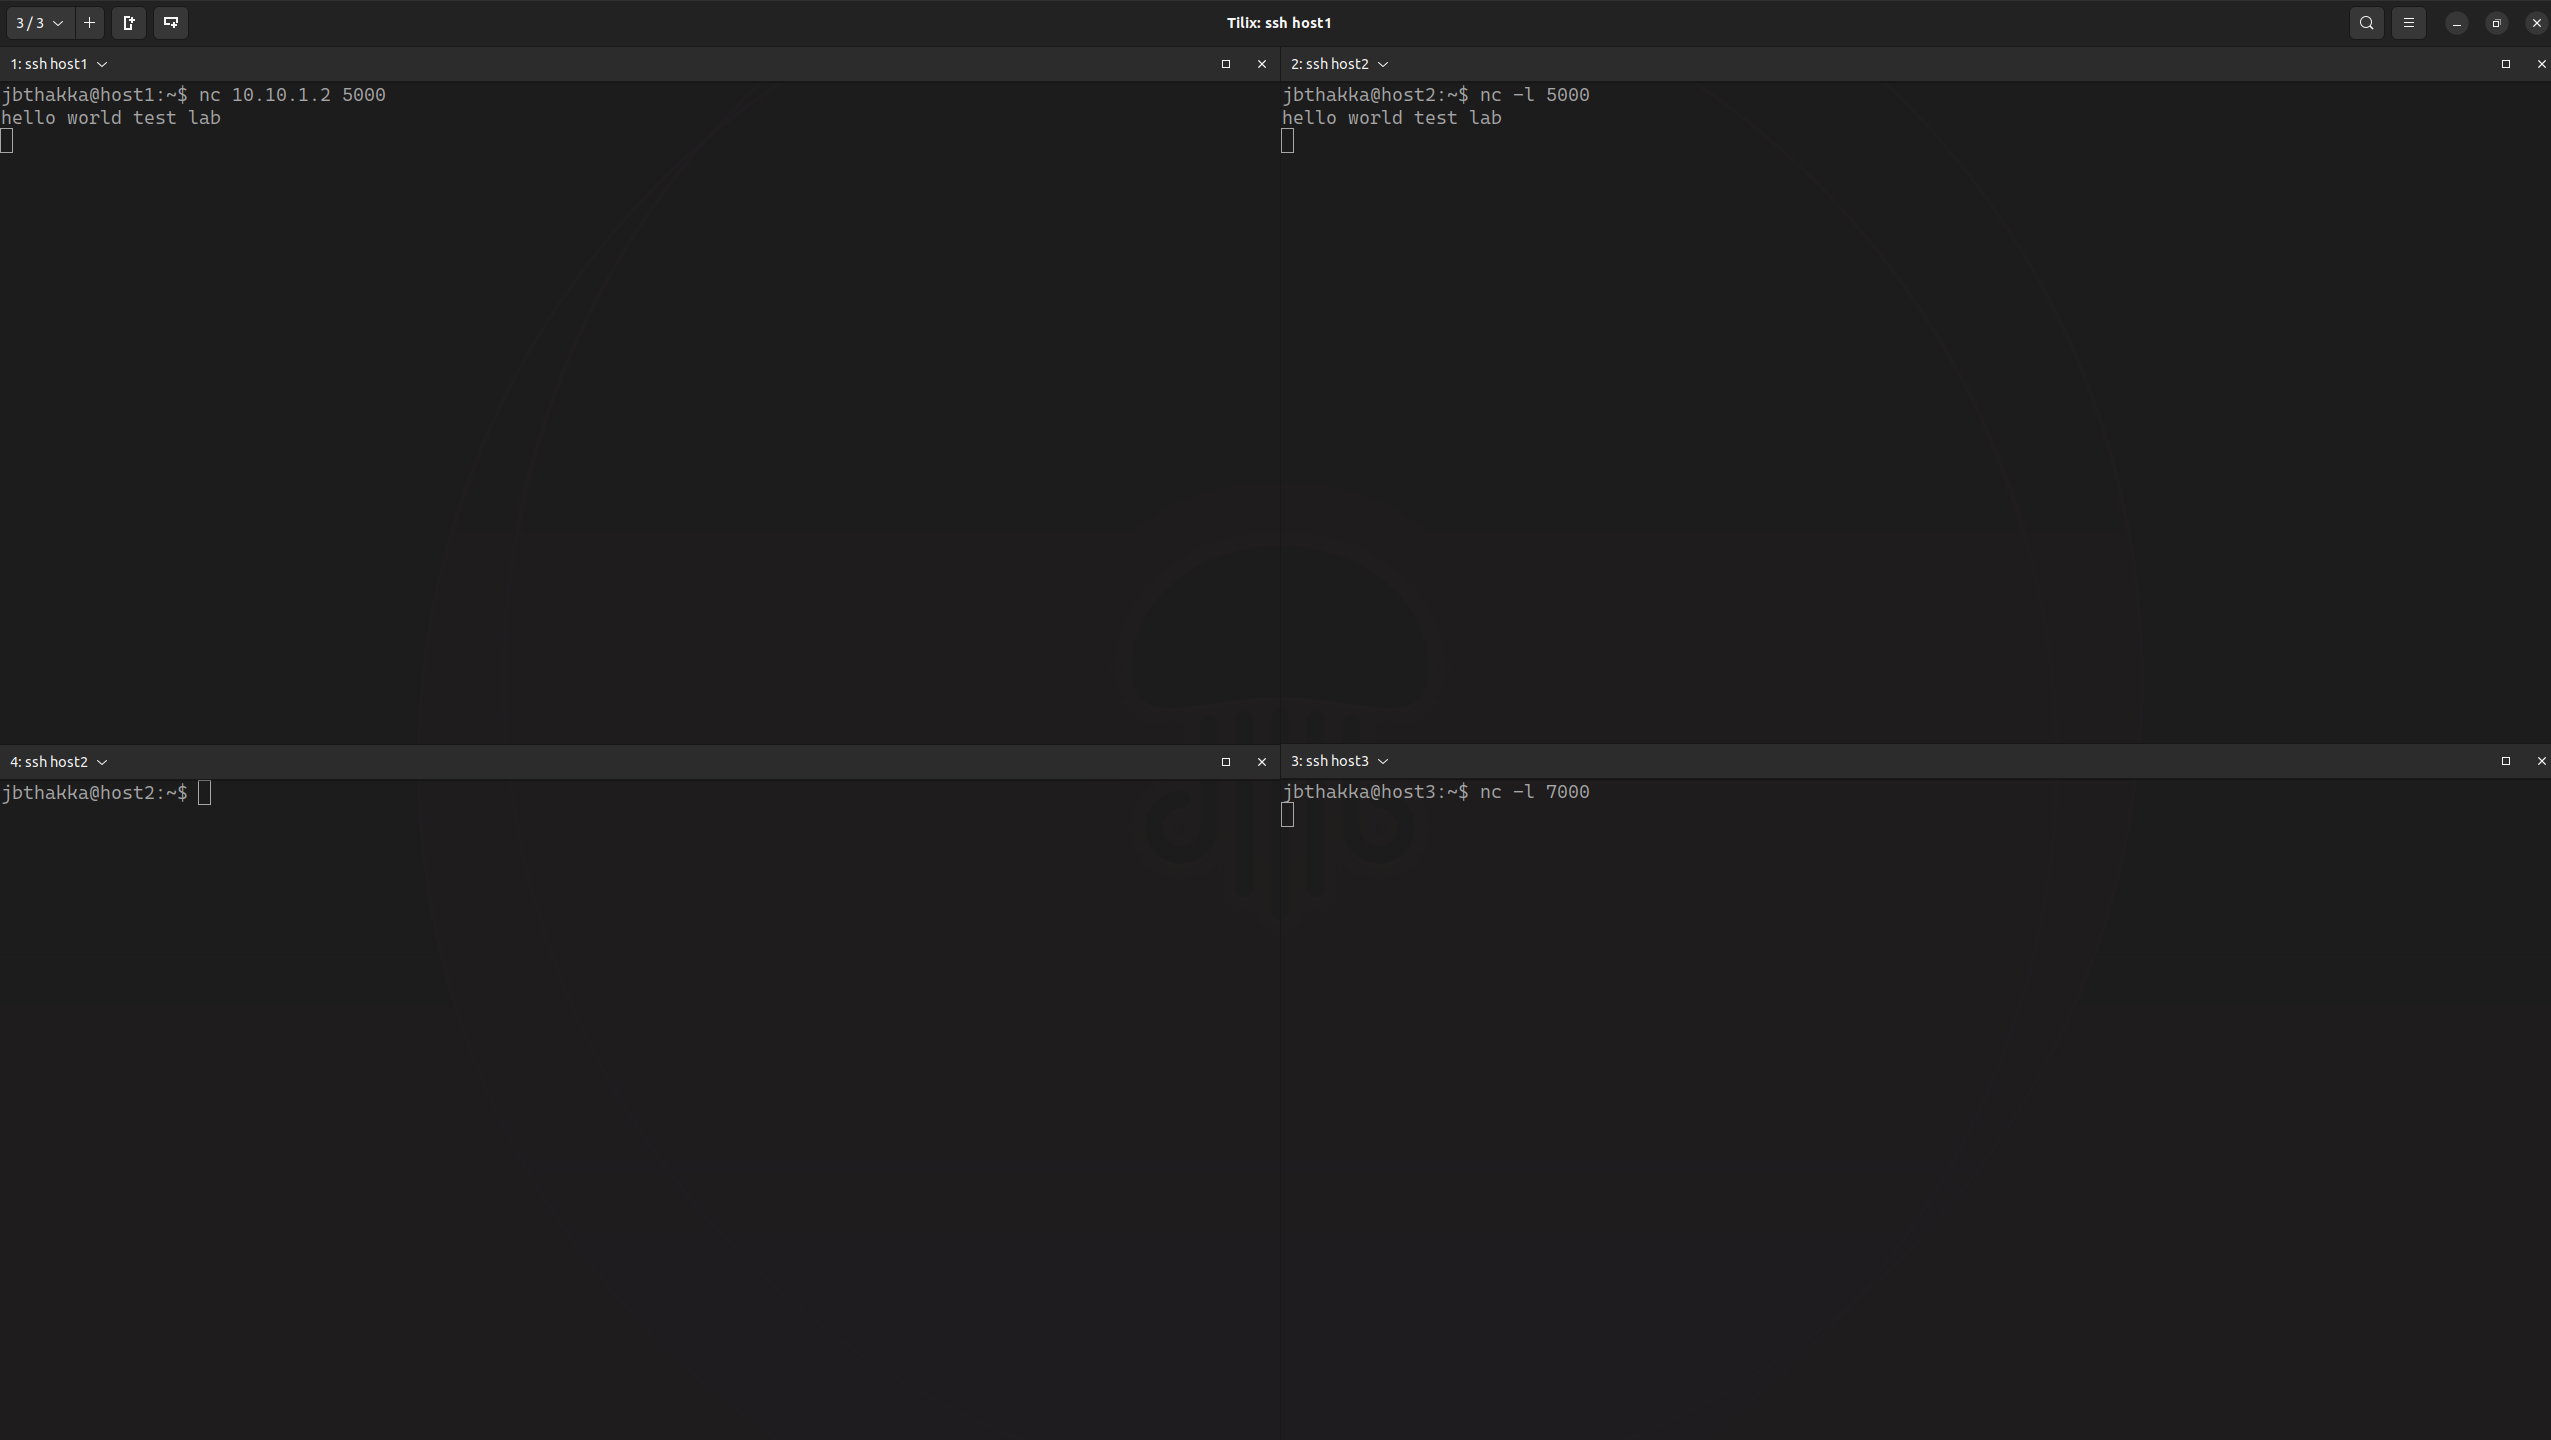 3 / 3
Tilix: ssh host1
1: ssh host1
jbthakka@host1:~$ nc 10.10.1.2 5000
hello world test lab
2: ssh host2
jbthakka@host2:~$ nc -l 5000
hello world test lab
4: ssh host2
jbthakka@host2:~$
3: ssh host3
jbthakka@host3:~$ nc -l 7000